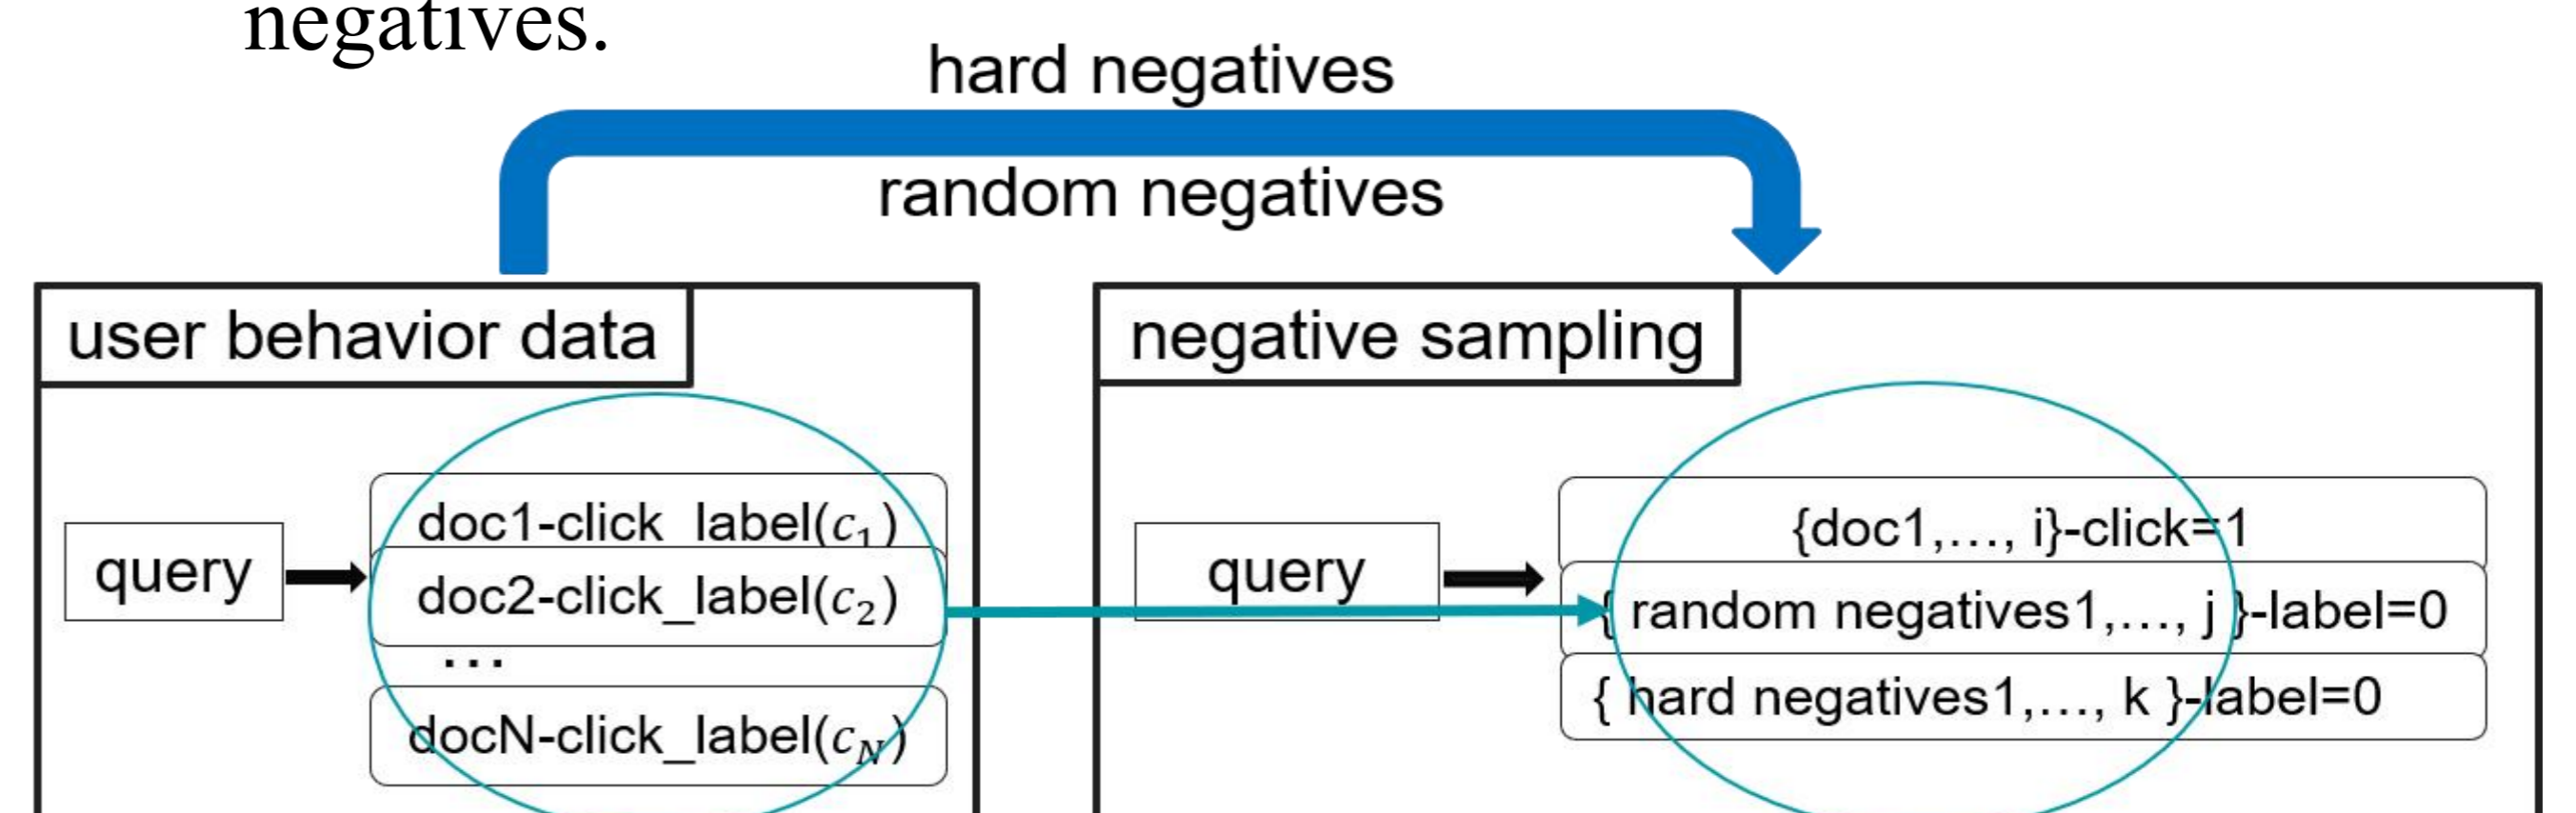 negatives.
hard negatives
random negatives
user behavior data
query
doc1-click_label(c₁)
doc2-click_label(c₂)
...
docN-click_label(c_N)
negative sampling
query
{doc1,..., i}-click=1
{ random negatives1,..., j }-label=0
{ hard negatives1,..., k }-label=0